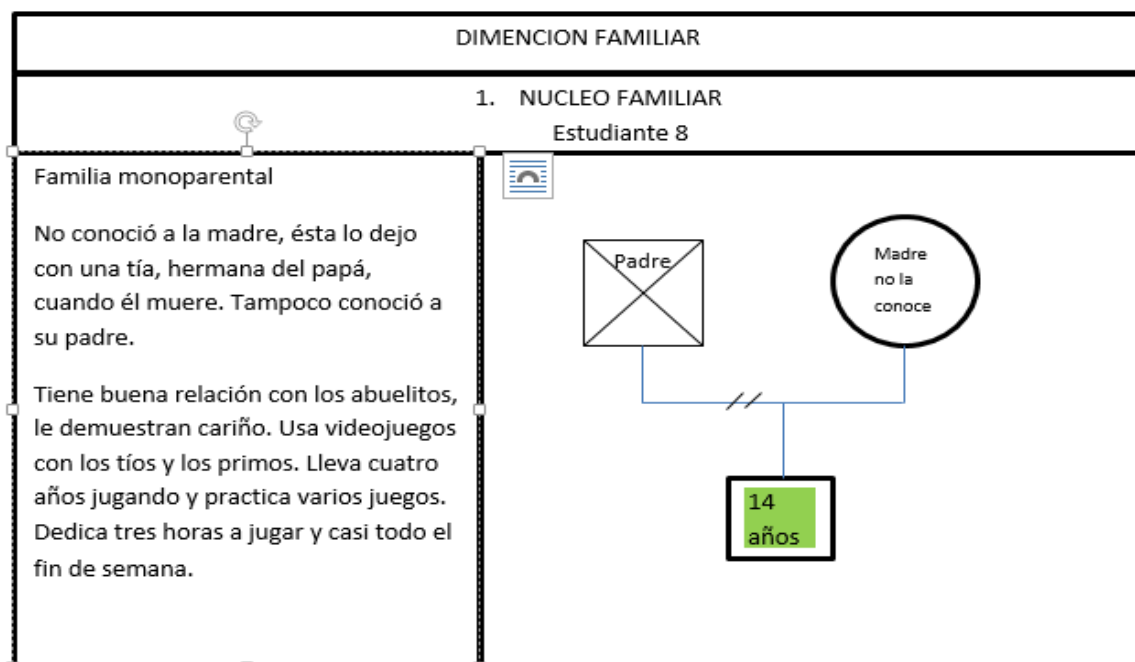 DIMENCION FAMILIAR
1. NUCLEO FAMILIAR
Estudiante 8
Familia monoparental
No conoció a la madre, ésta lo dejo
con una tía, hermana del papá,
cuando él muere. Tampoco conoció a
su padre.
Tiene buena relación con los abuelitos,
le demuestran cariño. Usa videojuegos
con los tíos y los primos. Lleva cuatro
años jugando y practica varios juegos.
Dedica tres horas a jugar y casi todo el
fin de semana.
Padre
Madre
no la
conoce
14
años